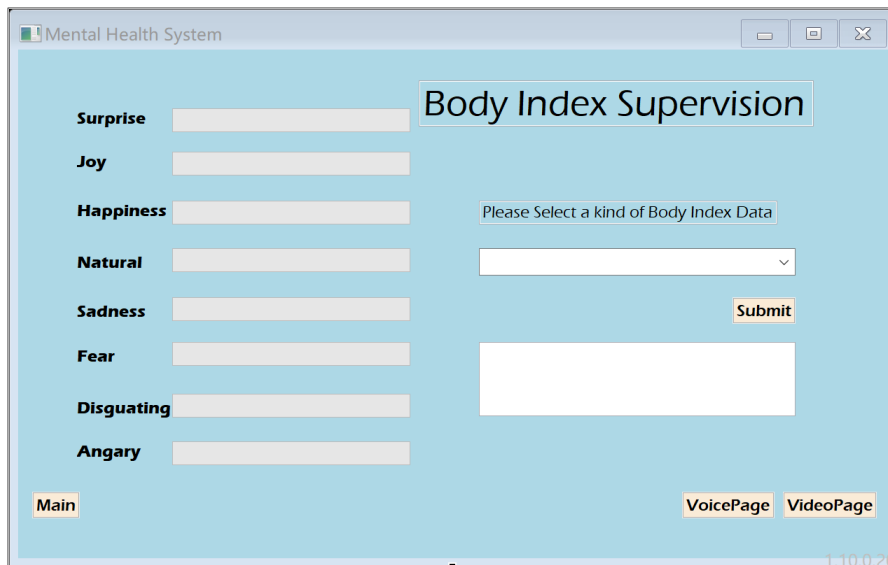 Mental Health System
Body Index Supervision
Surprise
Joy
Happiness
Please Select a kind of Body Index Data
Natural
Sadness
Submit
Fear
Disguating
Angary
Main
VoicePage
VideoPage